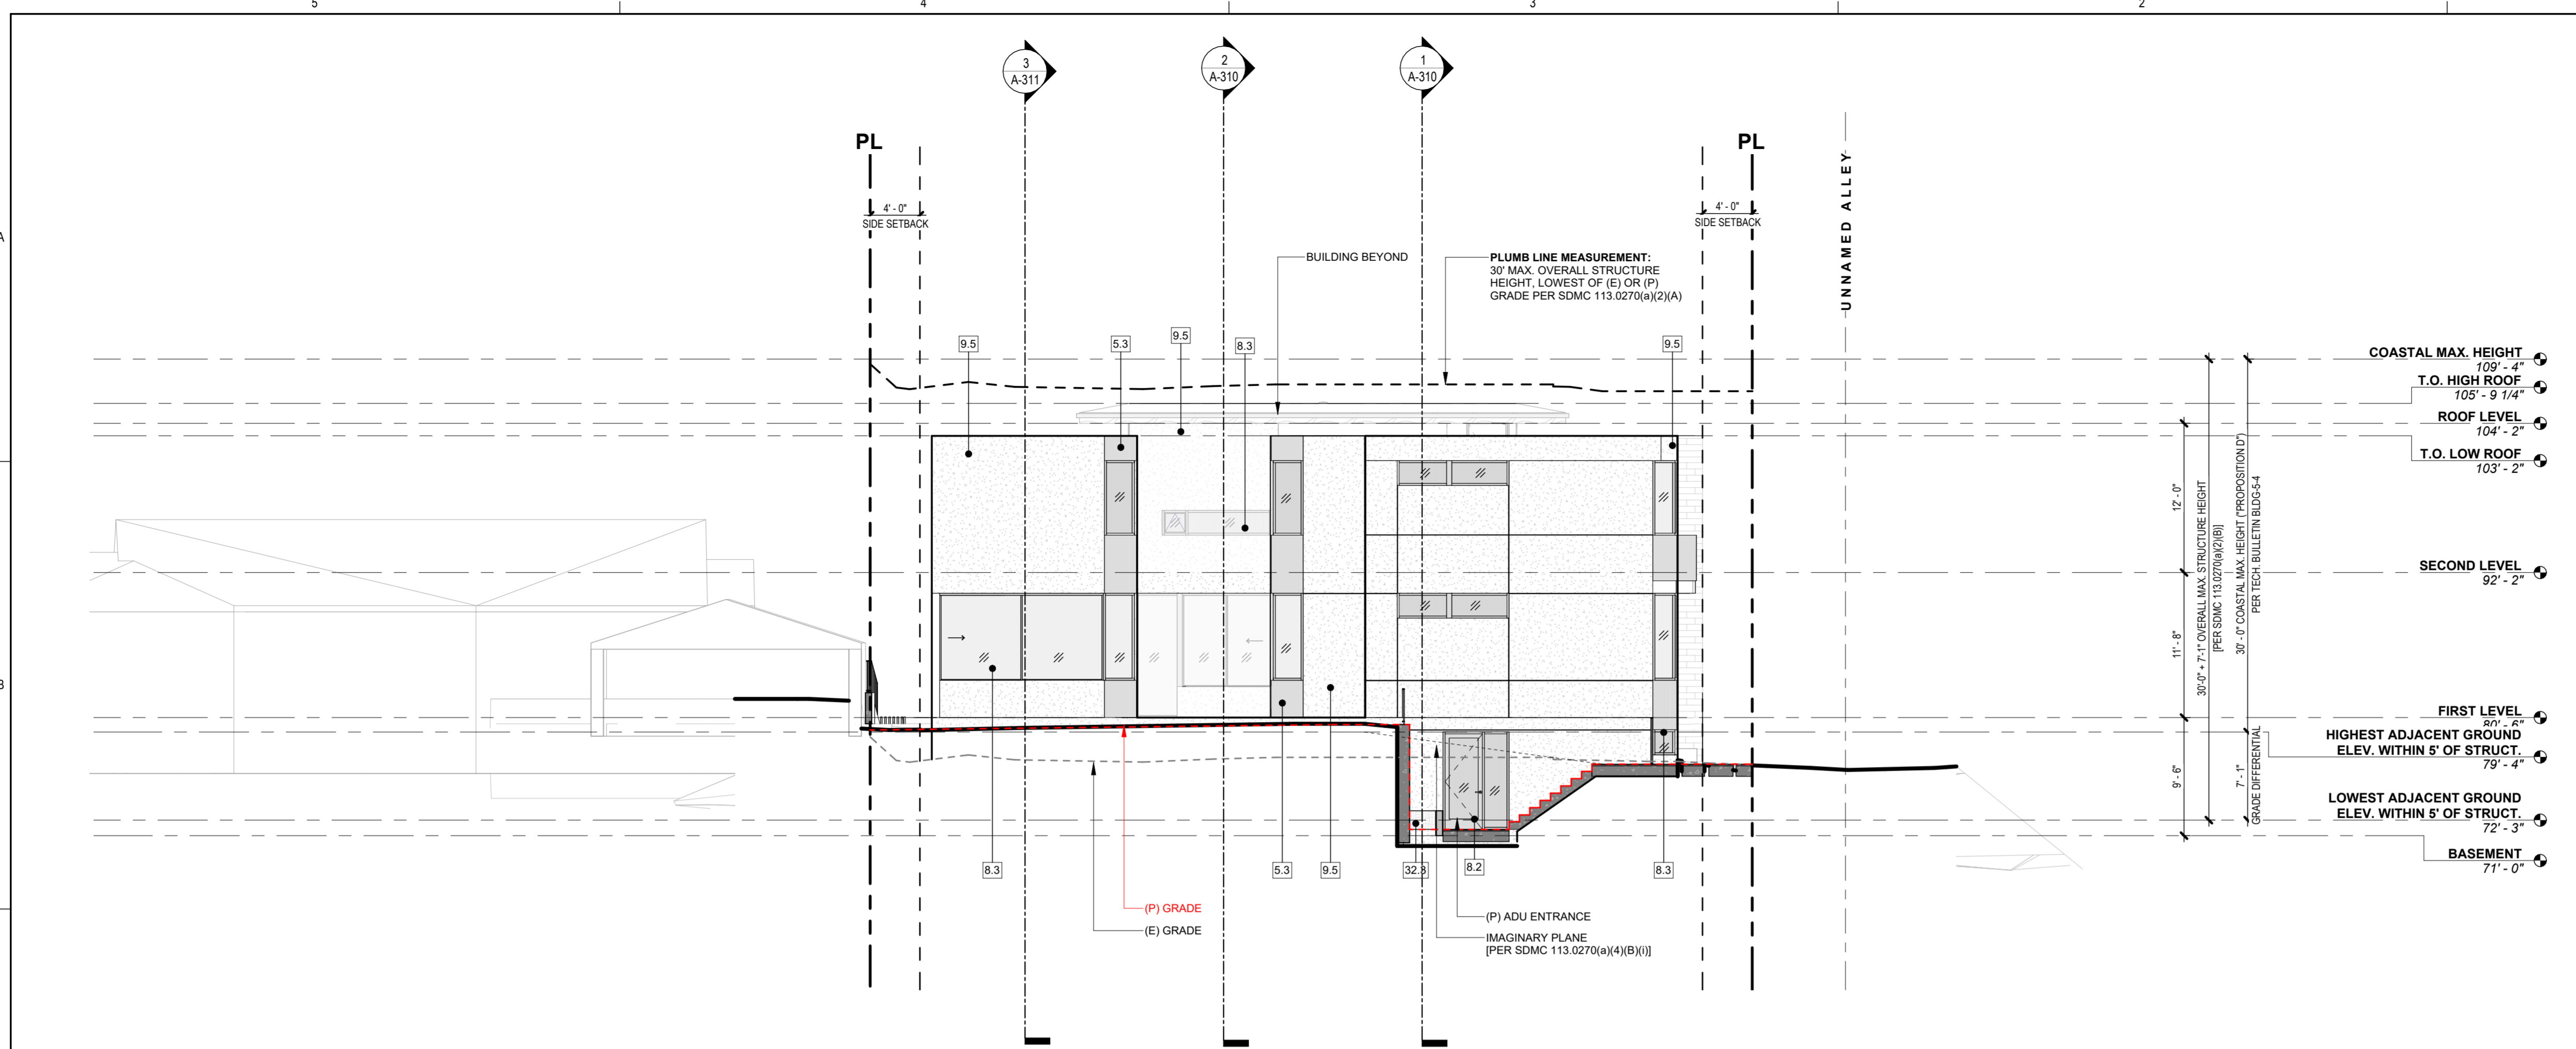 5
4
3
2
A
B
3
A-311
2
A-310
1
A-310
PL
PL
UNNAMED ALLEY
4' - 0"
SIDE SETBACK
4' - 0"
SIDE SETBACK
BUILDING BEYOND
PLUMB LINE MEASUREMENT:
30' MAX. OVERALL STRUCTURE
HEIGHT, LOWEST OF (E) OR (P)
GRADE PER SDMC 113.0270(a)(2)(A)
9.5
5.3
9.5
8.3
9.5
COASTAL MAX. HEIGHT
109' - 4"
T.O. HIGH ROOF
105' - 9 1/4"
ROOF LEVEL
104' - 2"
T.O. LOW ROOF
103' - 2"
SECOND LEVEL
92' - 2"
FIRST LEVEL
80' - 6"
HIGHEST ADJACENT GROUND
ELEV. WITHIN 5' OF STRUCT.
79' - 4"
LOWEST ADJACENT GROUND
ELEV. WITHIN 5' OF STRUCT.
72' - 3"
BASEMENT
71' - 0"
12' - 0"
11' - 8"
9' - 6"
30'-0" + 7'-1" OVERALL MAX. STRUCTURE HEIGHT
[PER SDMC 113.0270(a)(2)(B)]
30' - 0" COASTAL MAX. HEIGHT ("PROPOSITION D")
PER TECH. BULLETIN BLDG-5-4
7' - 1"
GRADE DIFFERENTIAL
8.3
5.3
9.5
32.3
8.2
8.3
(P) GRADE
(E) GRADE
(P) ADU ENTRANCE
IMAGINARY PLANE
[PER SDMC 113.0270(a)(4)(B)(i)]